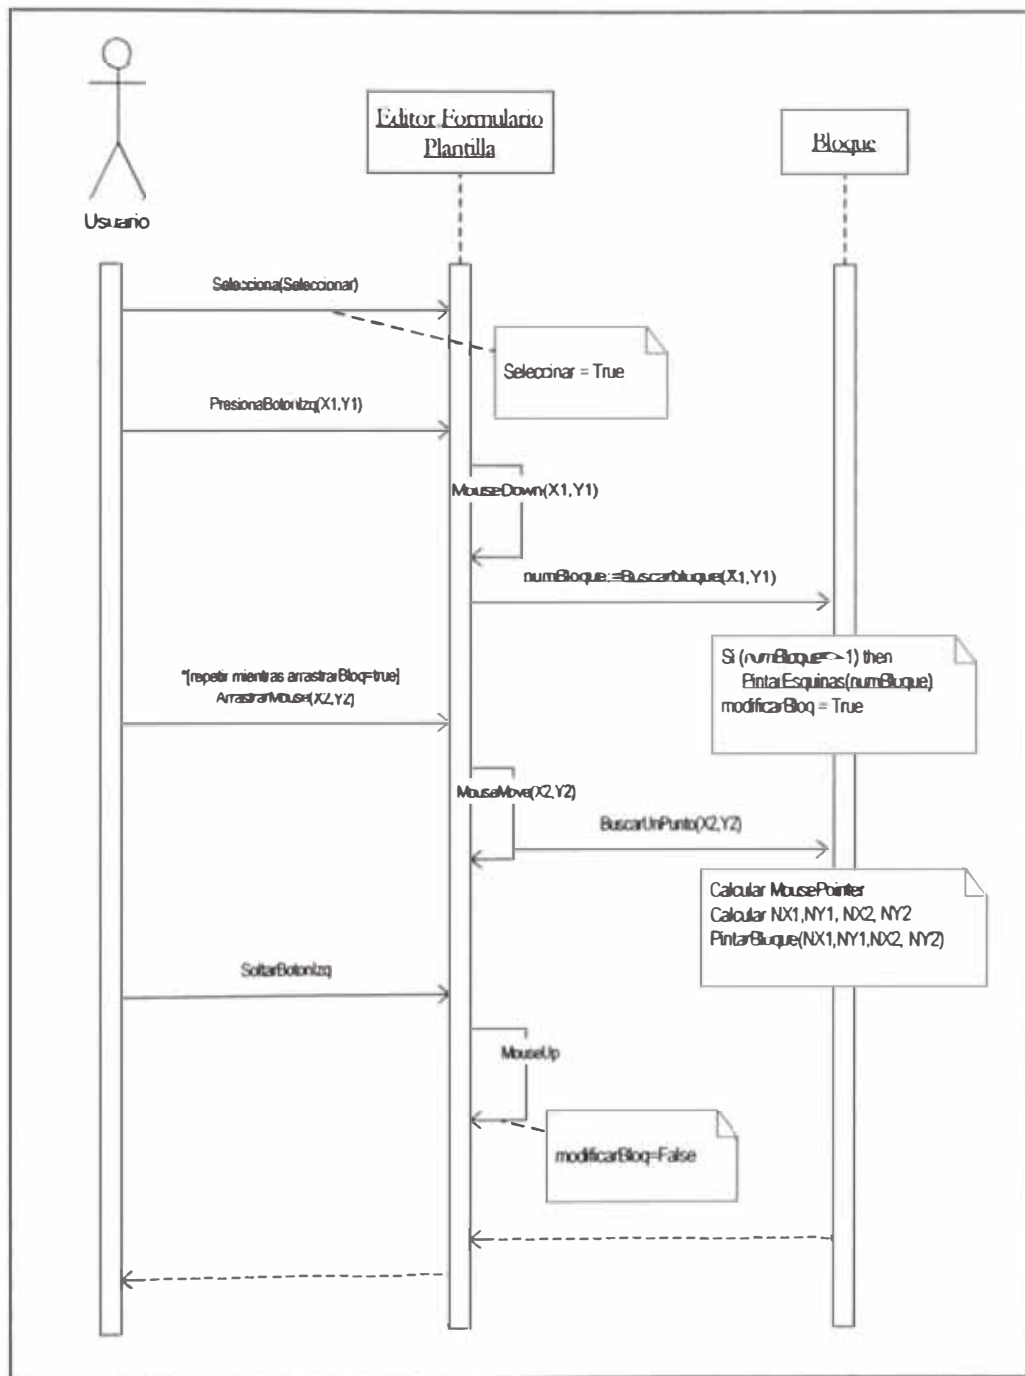 Editor Formulario
Plantilla
Bloque
Usuario
Selecciona(Seleccionar)
Seleccinar = True
PresionaBotonIzq(X1,Y1)
MouseDown(X1,Y1)
numBloque:=Buscarbloque(X1,Y1)
Si (numBloque<>-1) then
PintarEsquinas(numBloque)
modificarBloq = True
*[repetir mientras arrastrarBloq=true]
ArrastrarMouse(X2,Y2)
MouseMove(X2,Y2)
BuscarUnPunto(X2,Y2)
Calcular MousePointer
Calcular NX1,NY1, NX2, NY2
PintarBloque(NX1,NY1,NX2, NY2)
SoltarBotonIzq
MouseUp
modificarBloq=False